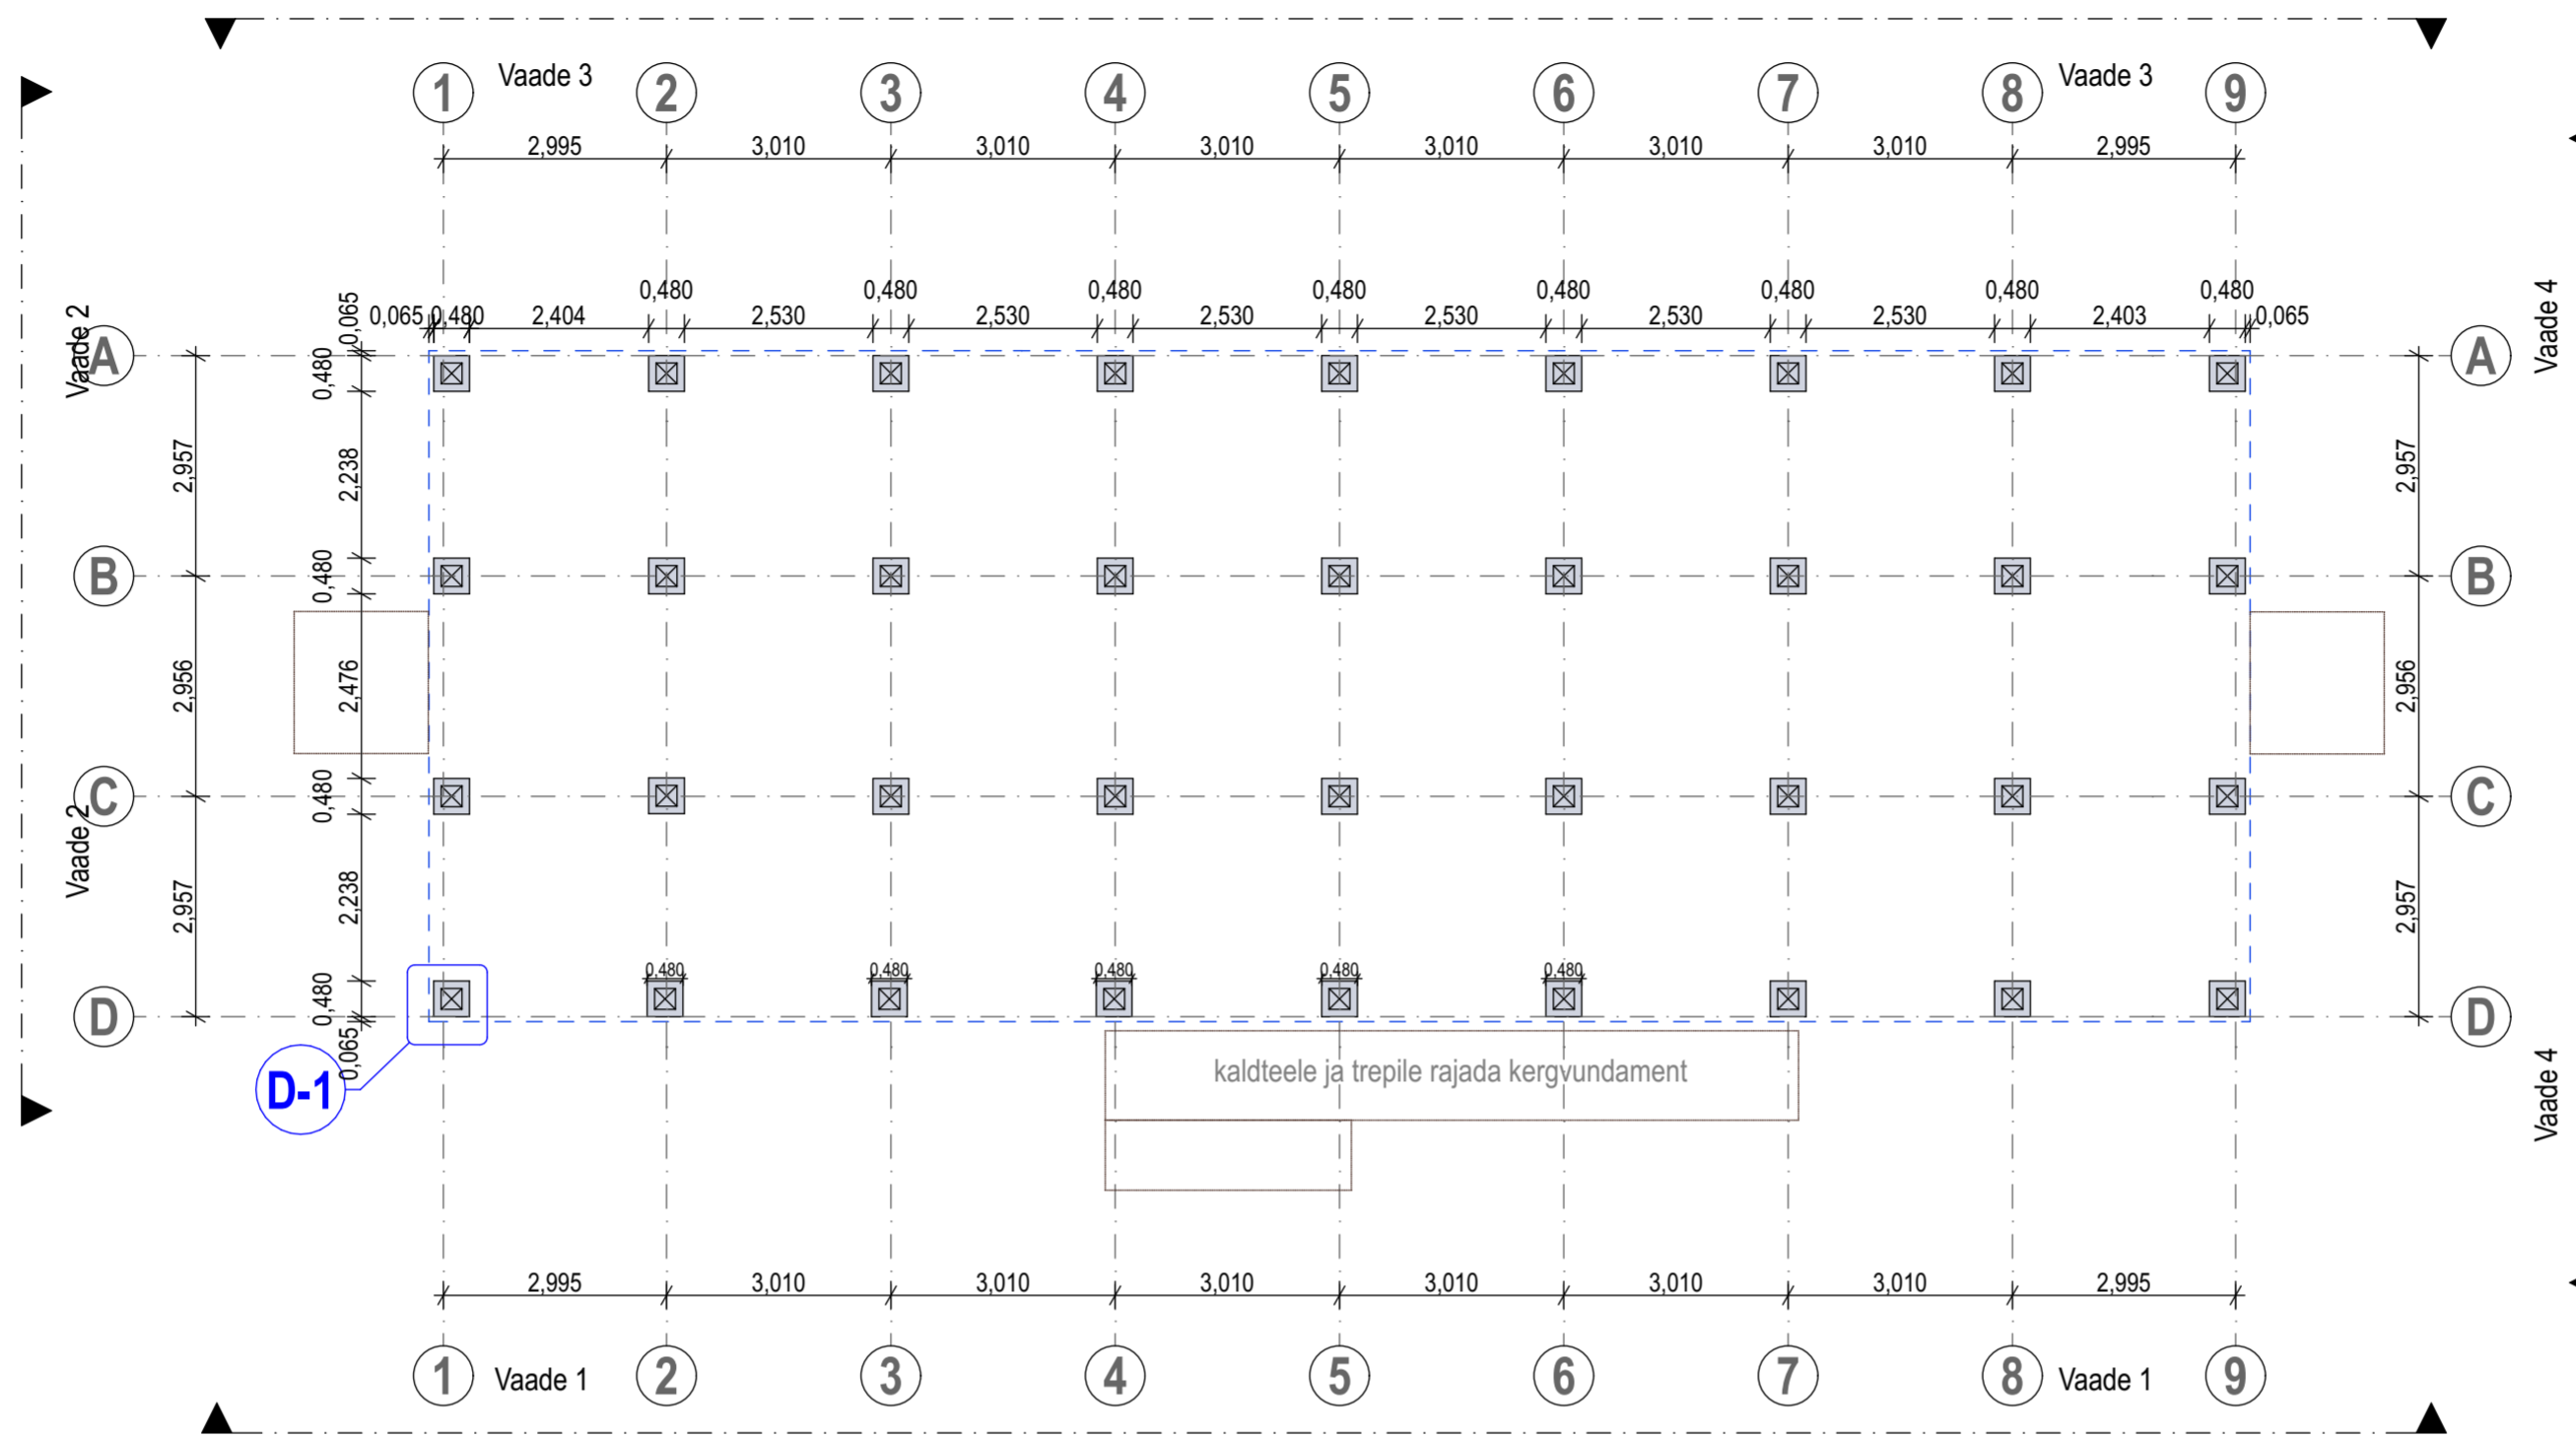 Vaade 3 Vaade 3
1 2 3 4 5 6 7 8 9
2,995 3,010 3,010 3,010 3,010 3,010 3,010 2,995
0,480 0,480 0,480 0,480 0,480 0,480 0,480 0,480
0,065 0,480 2,404 2,530 2,530 2,530 2,530 2,530 2,530 2,403 0,065
Vaade 2
Vaade 4
A A
0,065
0,480
2,957 2,238 2,957
B B
0,480
2,956 2,476 2,956
C C
0,480
Vaade 2
2,957 2,238 2,957
0,480 0,480 0,480 0,480 0,480
D D
0,480
0,065
D-1
kaldteele ja trepile rajada kergvundament
Vaade 4
2,995 3,010 3,010 3,010 3,010 3,010 3,010 2,995
1 2 3 4 5 6 7 8 9
Vaade 1 Vaade 1